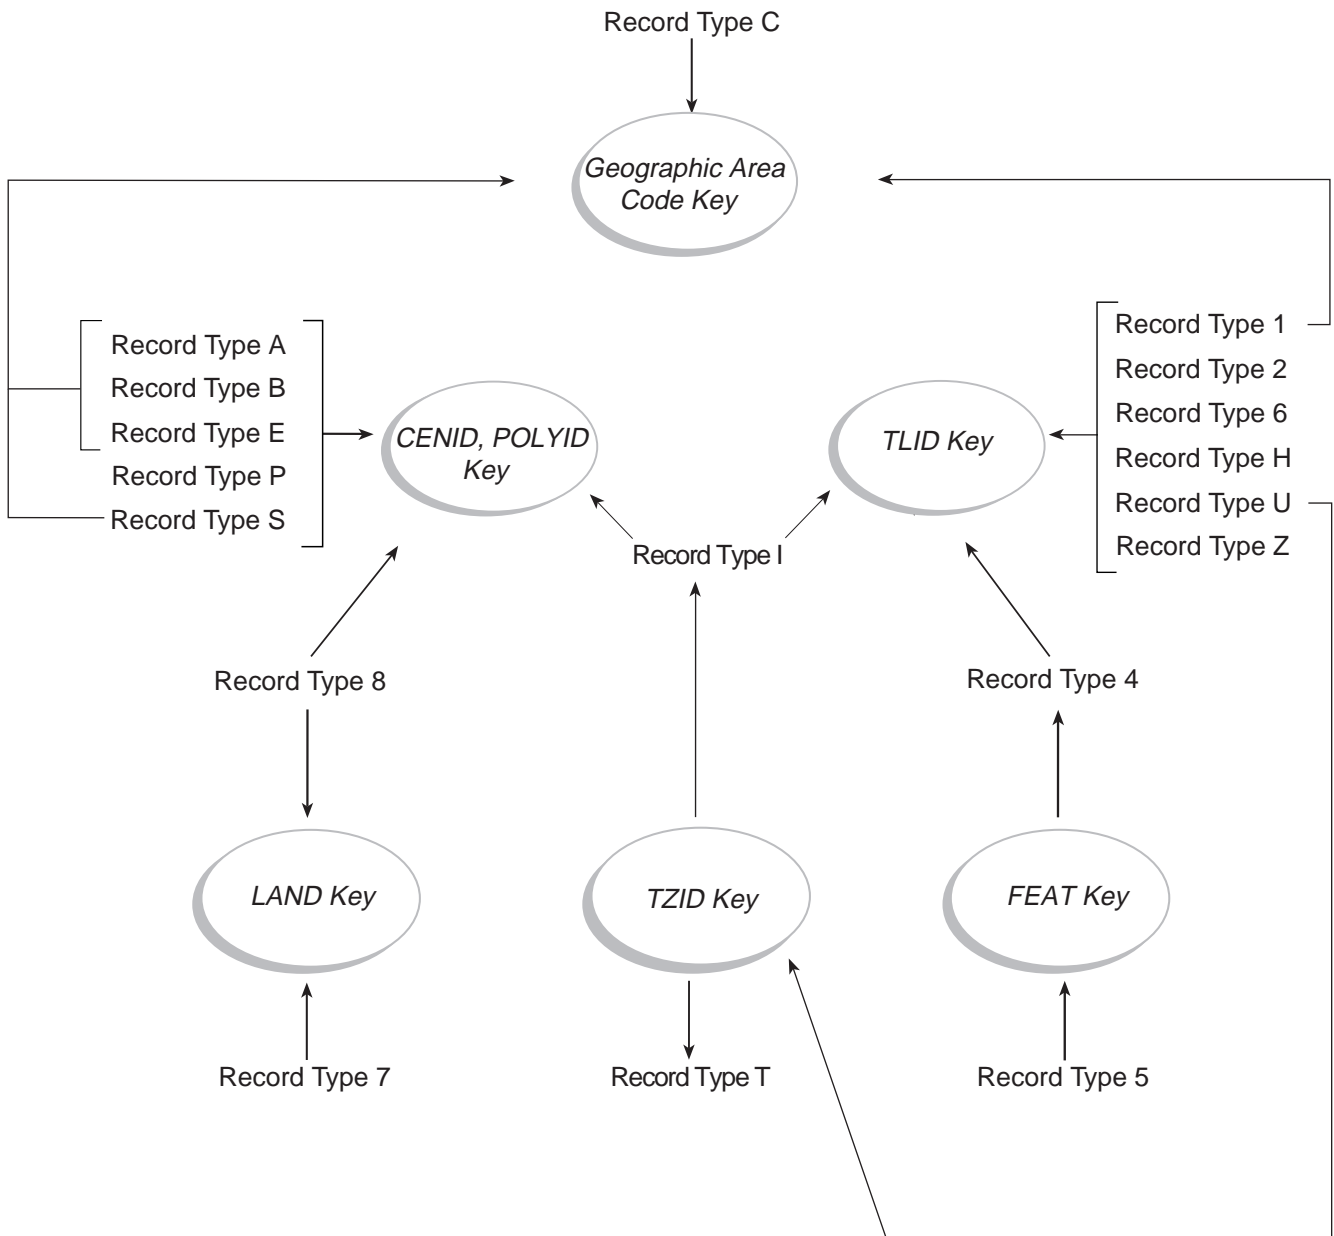 Record Type C
Geographic Area
Code Key
Record Type A
Record Type B
Record Type E
Record Type P
Record Type S
CENID, POLYID
Key
TLID Key
Record Type 1
Record Type 2
Record Type 6
Record Type H
Record Type U
Record Type Z
Record Type I
Record Type 8
Record Type 4
LAND Key
TZID Key
FEAT Key
Record Type 7
Record Type T
Record Type 5